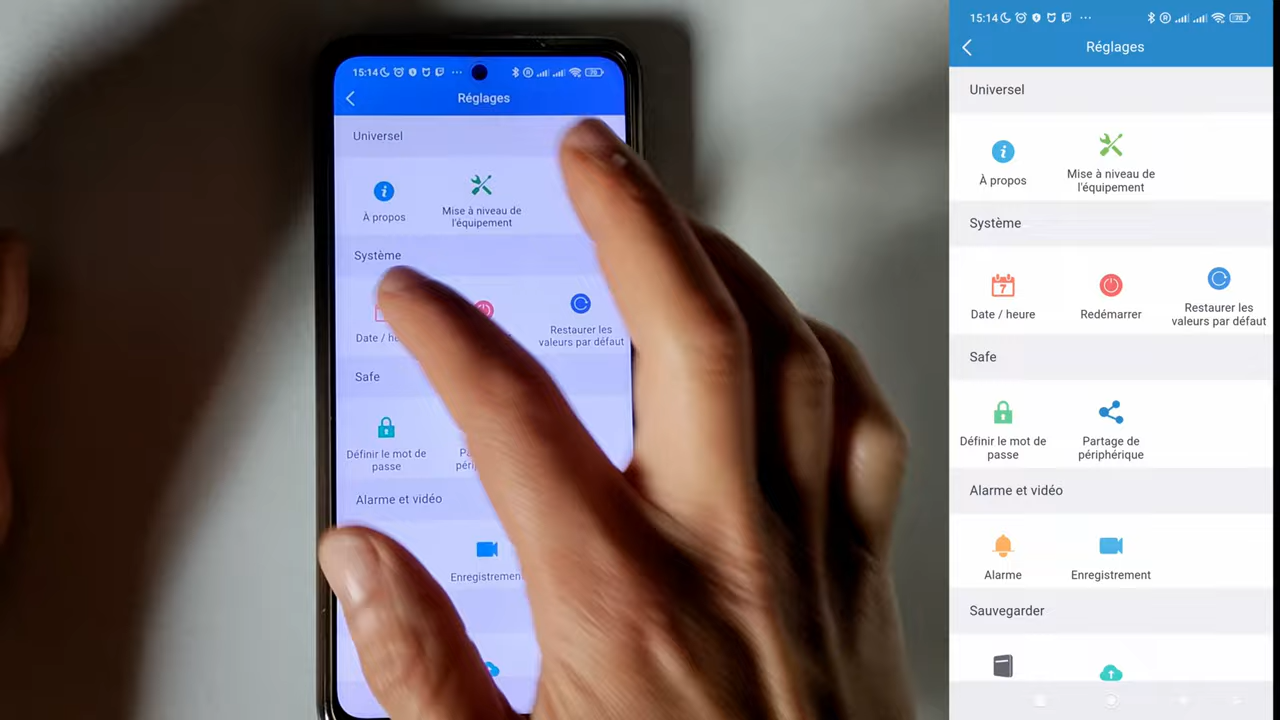 15:14
Réglages
Universel
À propos
Mise à niveau de
l'équipement
Système
Date /
Restaurer les
valeurs par défaut
Safe
Définir le mot de
passe
Alarme et vidéo
Enregistrement
15:14
20
Réglages
Universel
À propos
Mise à niveau de
l'équipement
Système
7
Date / heure
Redémarrer
Restaurer les
valeurs par défaut
Safe
Définir le mot de
passe
Partage de
périphérique
Alarme et vidéo
Alarme
Enregistrement
Sauvegarder